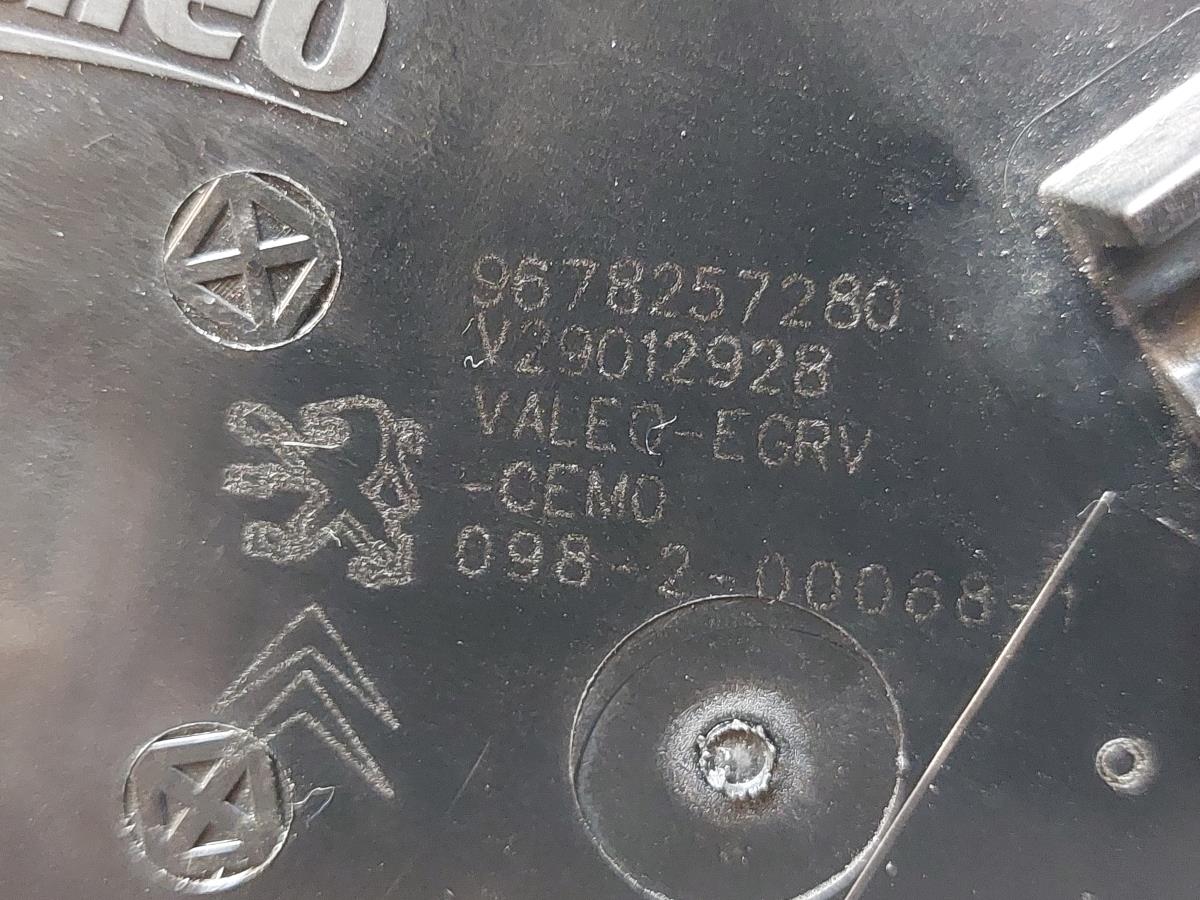 9678257280
V29012928
VALEO-EGRV
-CEMO
098-2-00068-1